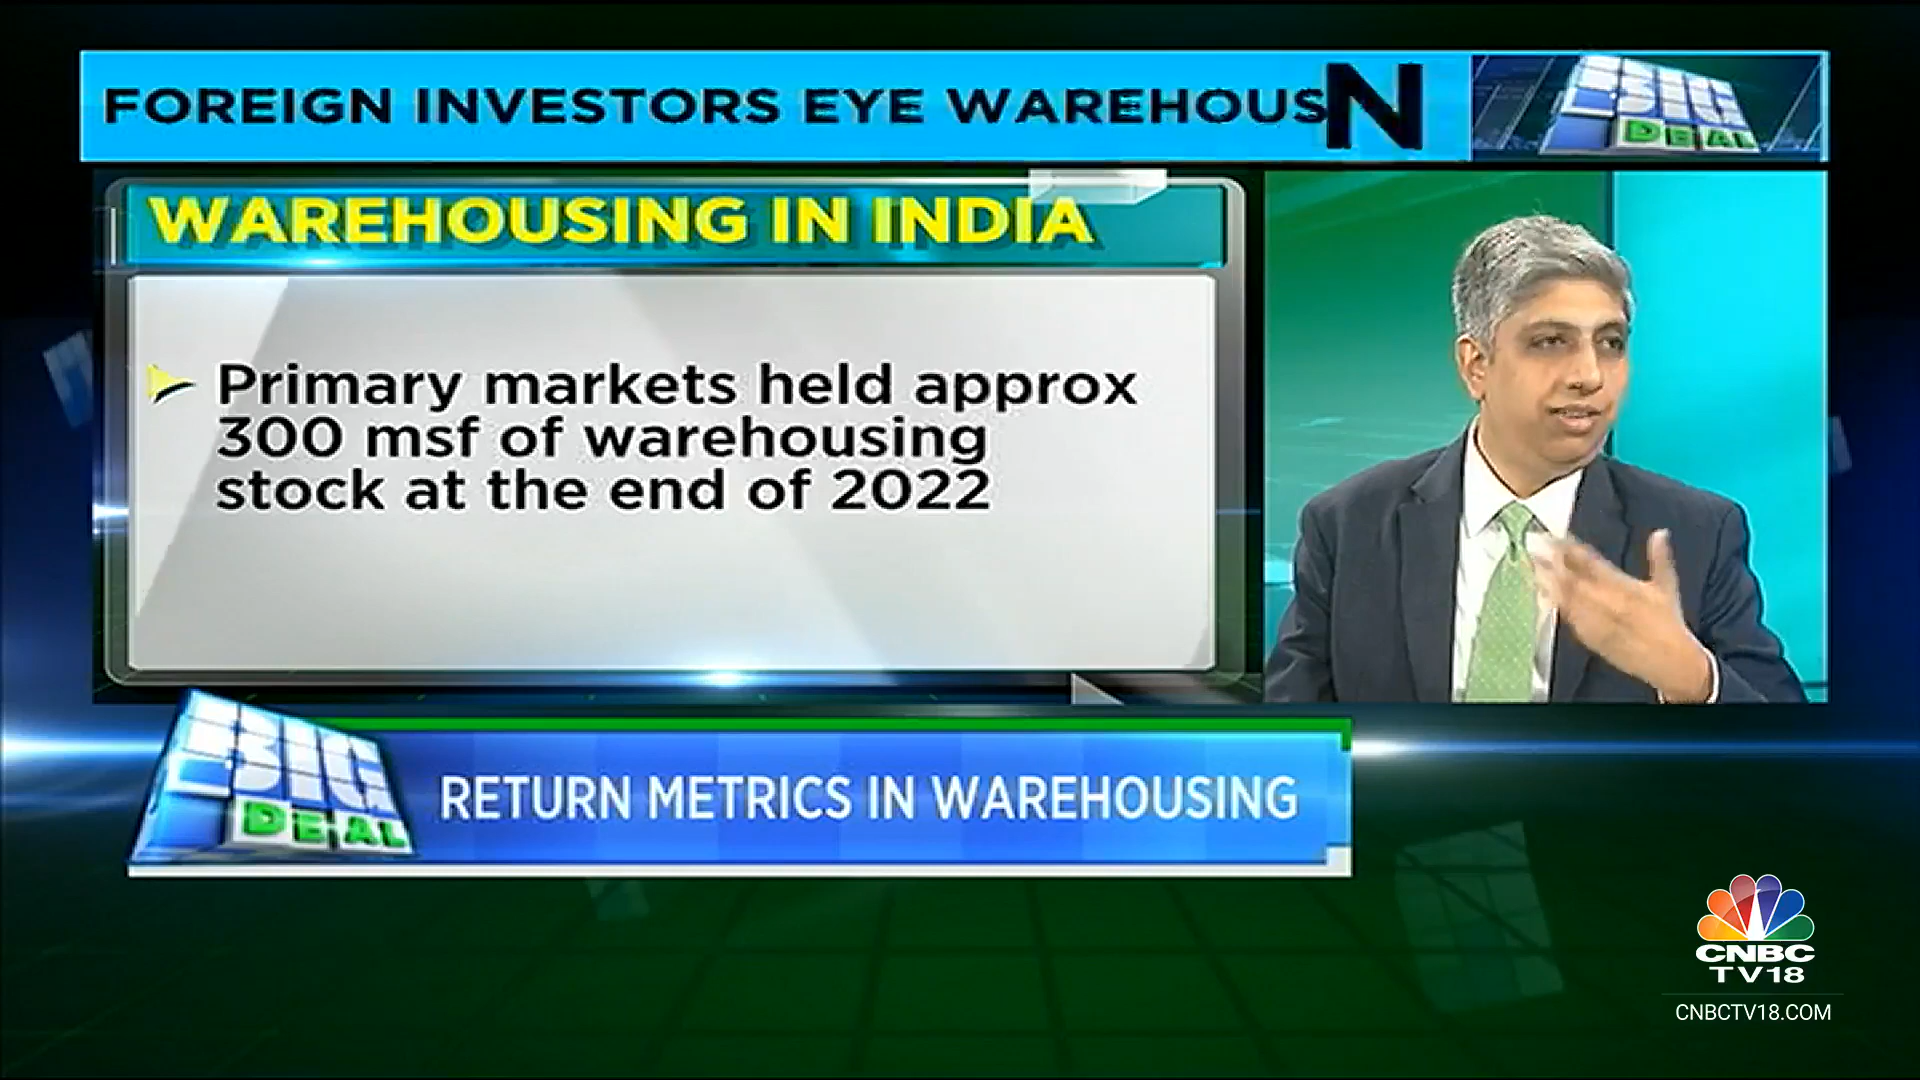 FOREIGN INVESTORS EYE WAREHOUS N
BIG
DEAL
WAREHOUSING IN INDIA
Primary markets held approx
300 msf of warehousing
stock at the end of 2022
BIG
DEAL
RETURN METRICS IN WAREHOUSING
CNBC
TV18
CNBCTV18.COM